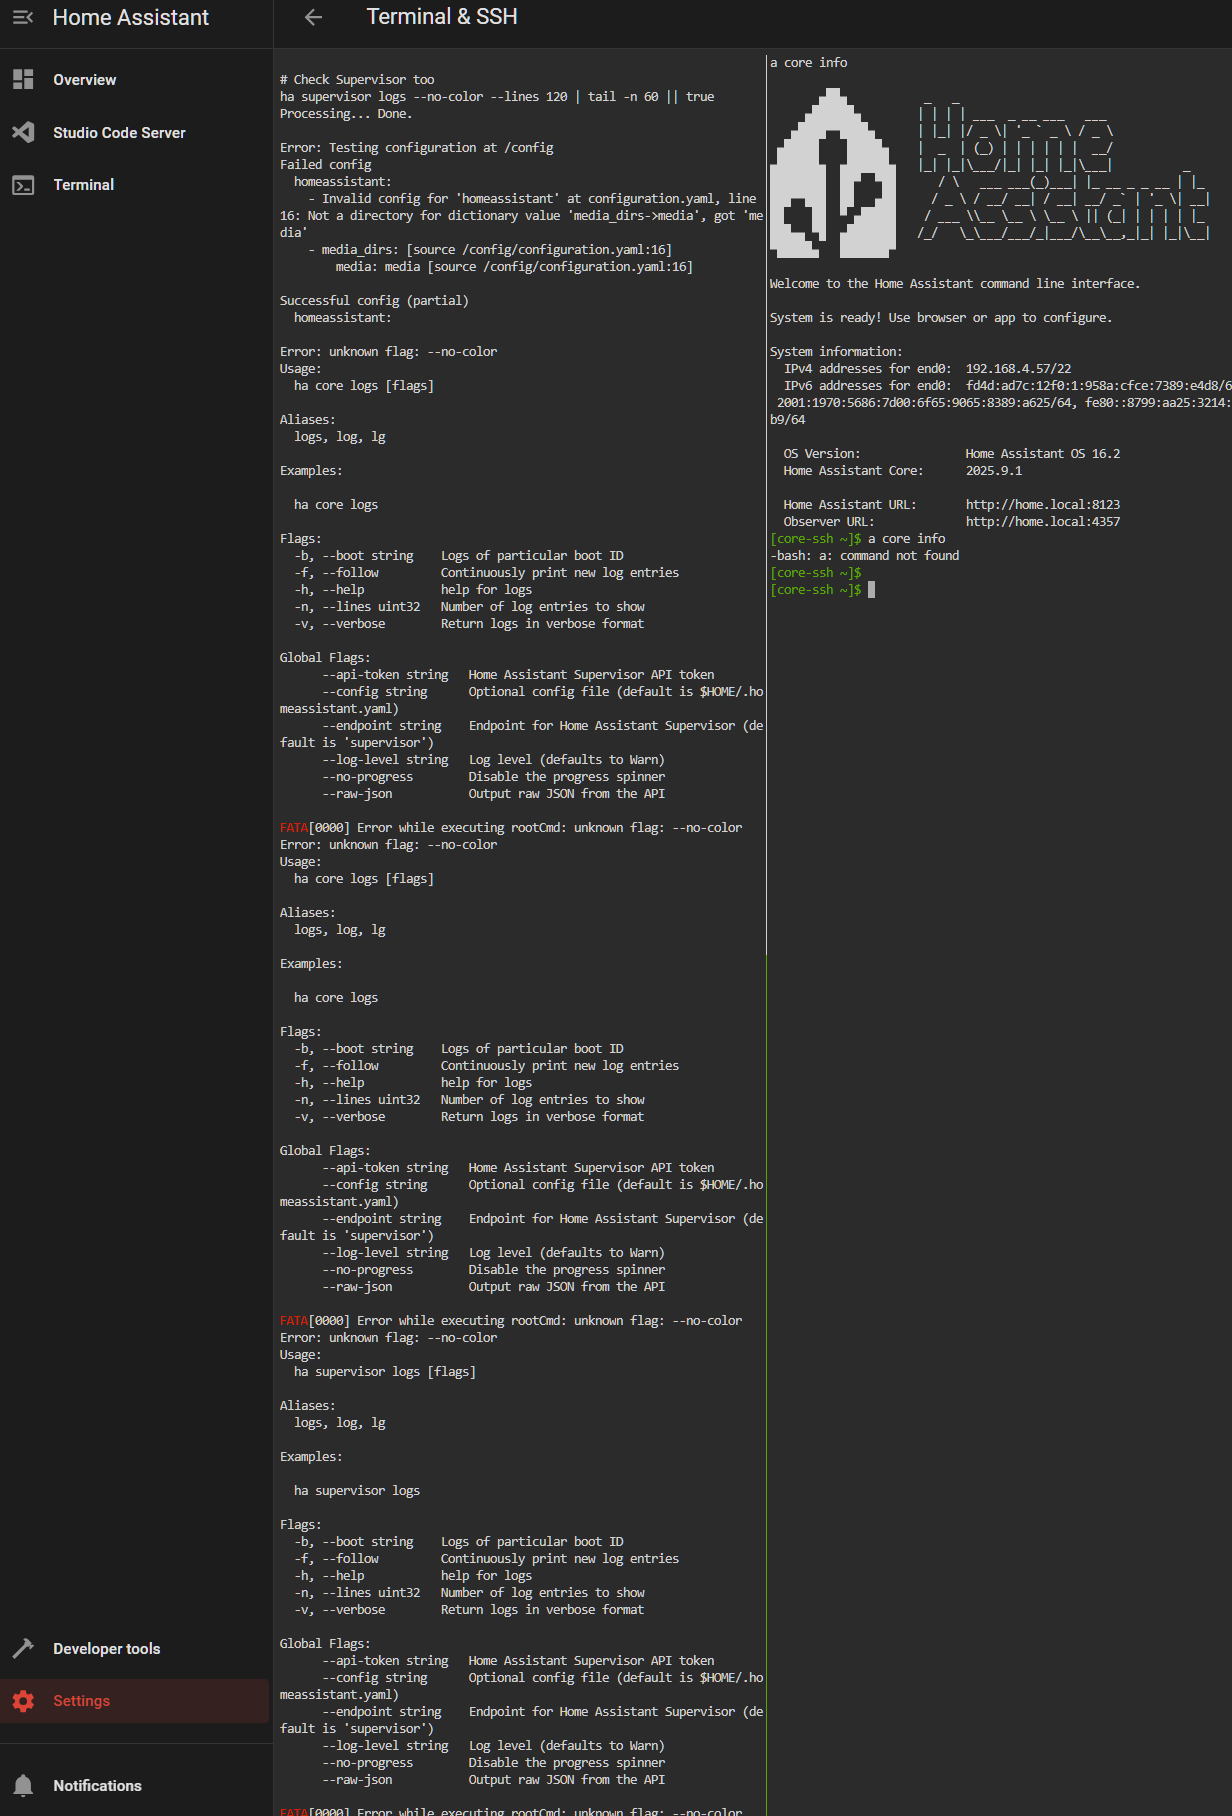 Home Assistant
Terminal & SSH
Overview
Studio Code Server
Terminal
Developer tools
Settings
Notifications
# Check Supervisor too
ha supervisor logs --no-color --lines 120 | tail -n 60 || true
Processing... Done.
Error: Testing configuration at /config
Failed config
homeassistant:
- Invalid config for 'homeassistant' at configuration.yaml, line
16: Not a directory for dictionary value 'media_dirs->media', got 'me
dia'
- media_dirs: [source /config/configuration.yaml:16]
media: media [source /config/configuration.yaml:16]
Successful config (partial)
homeassistant:
Error: unknown flag: --no-color
Usage:
ha core logs [flags]
Aliases:
logs, log, lg
Examples:
ha core logs
Flags:
-b, --boot string    Logs of particular boot ID
-f, --follow         Continuously print new log entries
-h, --help           help for logs
-n, --lines uint32   Number of log entries to show
-v, --verbose        Return logs in verbose format
Global Flags:
--api-token string   Home Assistant Supervisor API token
--config string      Optional config file (default is $HOME/.ho
meassistant.yaml)
--endpoint string    Endpoint for Home Assistant Supervisor (de
fault is 'supervisor')
--log-level string   Log level (defaults to Warn)
--no-progress        Disable the progress spinner
--raw-json           Output raw JSON from the API
FATA[0000] Error while executing rootCmd: unknown flag: --no-color
Error: unknown flag: --no-color
Usage:
ha core logs [flags]
Aliases:
logs, log, lg
Examples:
ha core logs
Flags:
-b, --boot string    Logs of particular boot ID
-f, --follow         Continuously print new log entries
-h, --help           help for logs
-n, --lines uint32   Number of log entries to show
-v, --verbose        Return logs in verbose format
Global Flags:
--api-token string   Home Assistant Supervisor API token
--config string      Optional config file (default is $HOME/.ho
meassistant.yaml)
--endpoint string    Endpoint for Home Assistant Supervisor (de
fault is 'supervisor')
--log-level string   Log level (defaults to Warn)
--no-progress        Disable the progress spinner
--raw-json           Output raw JSON from the API
FATA[0000] Error while executing rootCmd: unknown flag: --no-color
Error: unknown flag: --no-color
Usage:
ha supervisor logs [flags]
Aliases:
logs, log, lg
Examples:
ha supervisor logs
Flags:
-b, --boot string    Logs of particular boot ID
-f, --follow         Continuously print new log entries
-h, --help           help for logs
-n, --lines uint32   Number of log entries to show
-v, --verbose        Return logs in verbose format
Global Flags:
--api-token string   Home Assistant Supervisor API token
--config string      Optional config file (default is $HOME/.ho
meassistant.yaml)
--endpoint string    Endpoint for Home Assistant Supervisor (de
fault is 'supervisor')
--log-level string   Log level (defaults to Warn)
--no-progress        Disable the progress spinner
--raw-json           Output raw JSON from the API
FATA[0000] Error while executing rootCmd: unknown flag: --no-color
a core info
Home
Assistant
Welcome to the Home Assistant command line interface.
System is ready! Use browser or app to configure.
System information:
IPv4 addresses for end0:  192.168.4.57/22
IPv6 addresses for end0:  fd4d:ad7c:12f0:1:958a:cfce:7389:e4d8/6
2001:1970:5686:7d00:6f65:9065:8389:a625/64, fe80::8799:aa25:3214:
b9/64
OS Version:               Home Assistant OS 16.2
Home Assistant Core:      2025.9.1
Home Assistant URL:       http://home.local:8123
Observer URL:             http://home.local:4357
[core-ssh ~]$ a core info
-bash: a: command not found
[core-ssh ~]$
[core-ssh ~]$